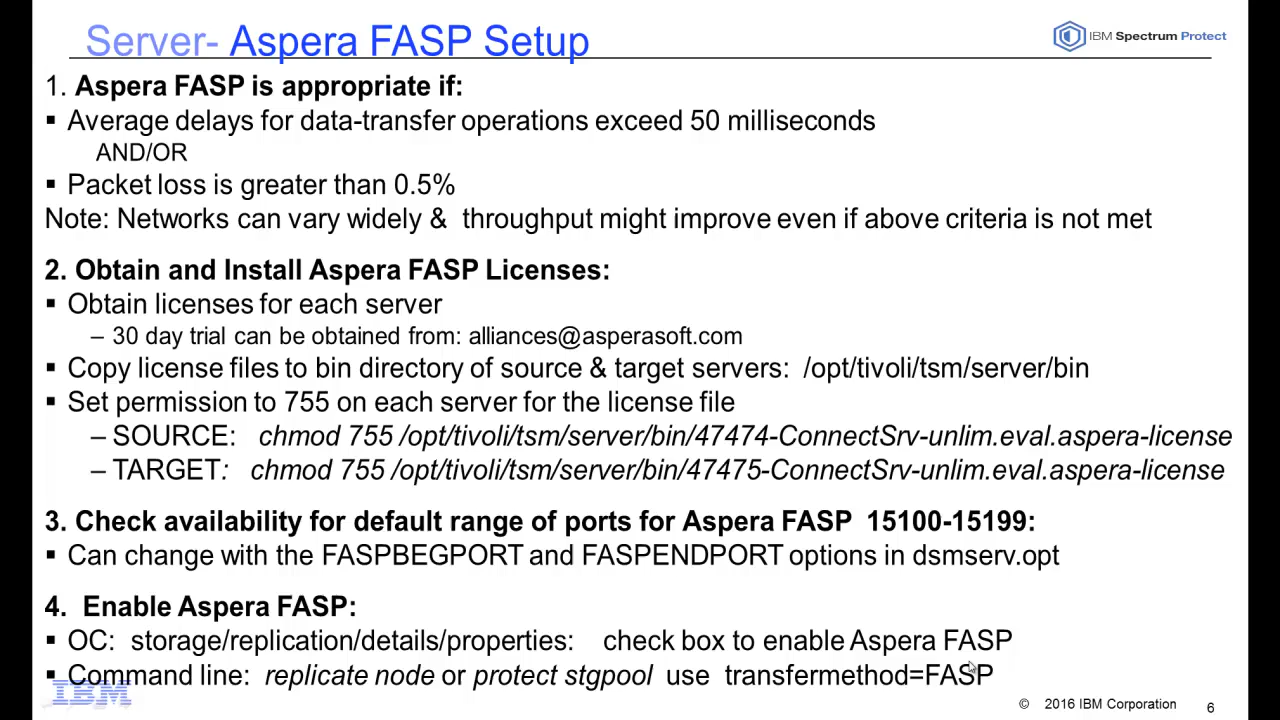 Server- Aspera FASP Setup
IBM Spectrum Protect
1. Aspera FASP is appropriate if:
▪ Average delays for data-transfer operations exceed 50 milliseconds
AND/OR
▪ Packet loss is greater than 0.5%
Note: Networks can vary widely & throughput might improve even if above criteria is not met
2. Obtain and Install Aspera FASP Licenses:
▪ Obtain licenses for each server
– 30 day trial can be obtained from: alliances@asperasoft.com
▪ Copy license files to bin directory of source & target servers: /opt/tivoli/tsm/server/bin
▪ Set permission to 755 on each server for the license file
– SOURCE: chmod 755 /opt/tivoli/tsm/server/bin/47474-ConnectSrv-unlim.eval.aspera-license
– TARGET: chmod 755 /opt/tivoli/tsm/server/bin/47475-ConnectSrv-unlim.eval.aspera-license
3. Check availability for default range of ports for Aspera FASP 15100-15199:
▪ Can change with the FASPBEGPORT and FASPENDPORT options in dsmserv.opt
4. Enable Aspera FASP:
▪ OC: storage/replication/details/properties: check box to enable Aspera FASP
▪ Command line: replicate node or protect stgpool use transfermethod=FASP
IBM
© 2016 IBM Corporation
6